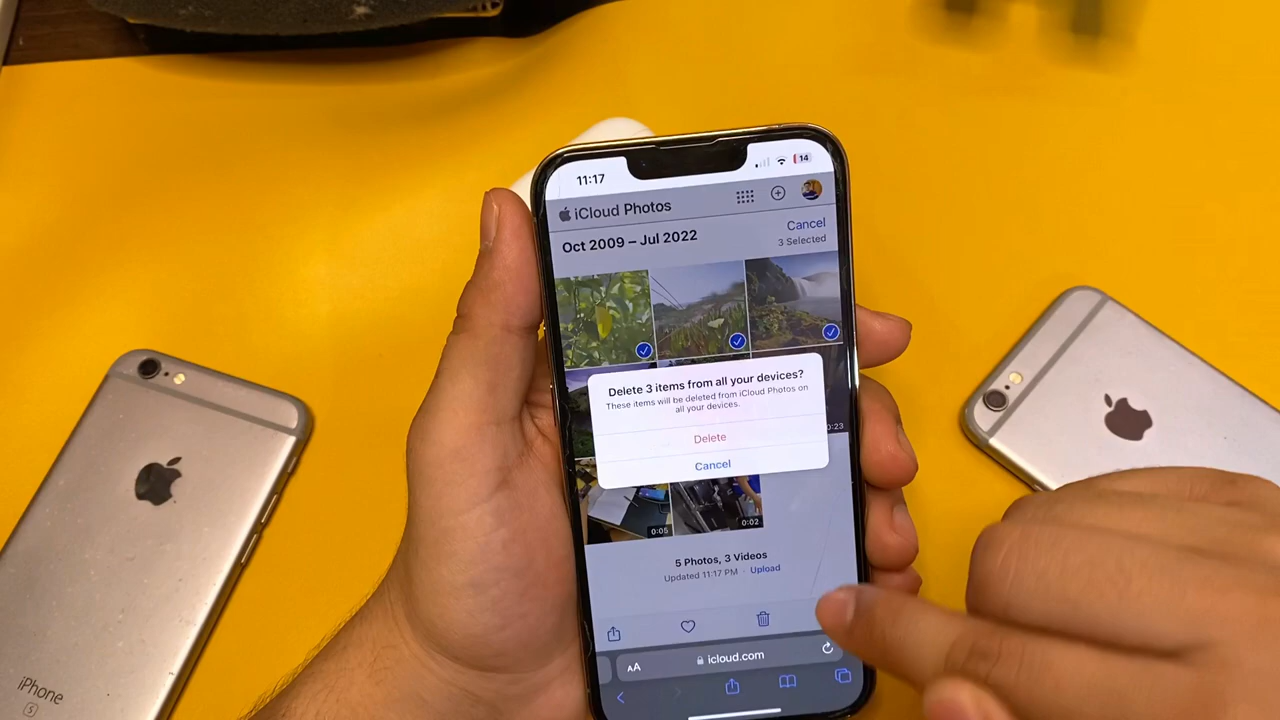 11:17
14
iCloud Photos
Oct 2009 – Jul 2022
Cancel
3 Selected
Delete 3 items from all your devices?
These items will be deleted from iCloud Photos on
all your devices.
0:23
Delete
Cancel
0:05
0:02
5 Photos, 3 Videos
Updated 11:17 PM · Upload
AA
icloud.com
iPhone
S